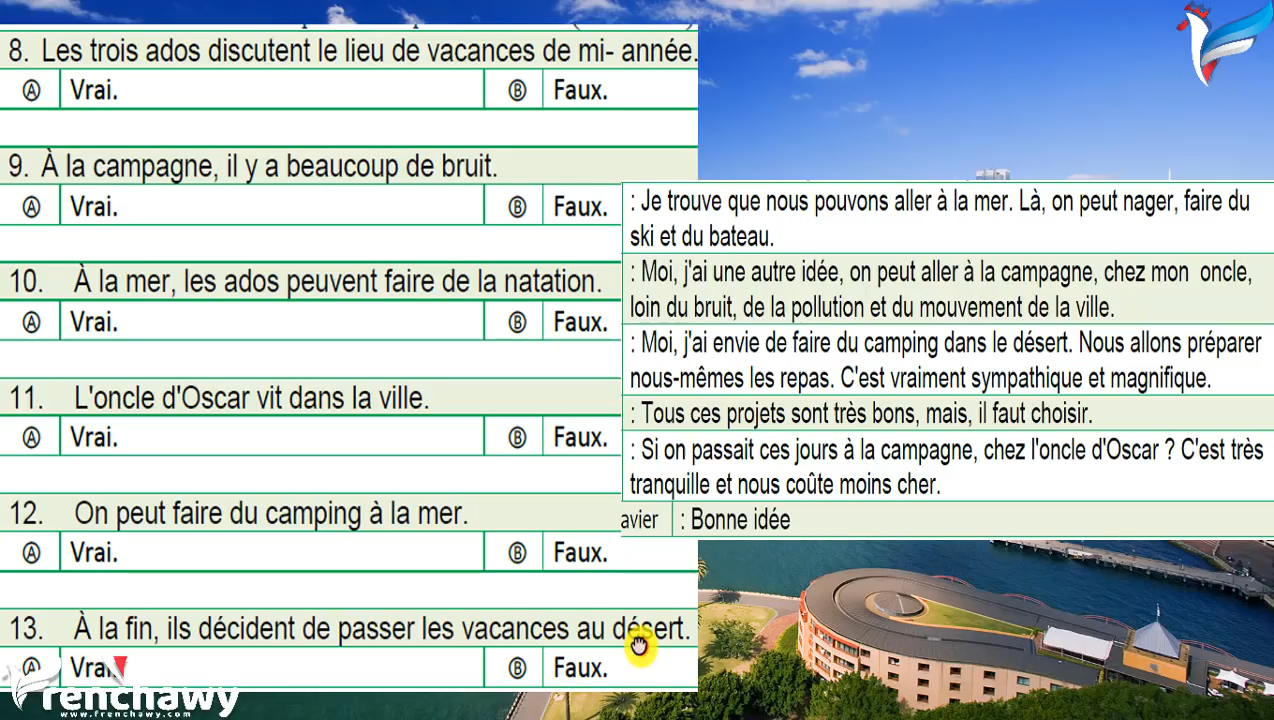 8. Les trois ados discutent le lieu de vacances de mi- année.
Ⓐ Vrai. Ⓑ Faux.
9. À la campagne, il y a beaucoup de bruit.
Ⓐ Vrai. Ⓑ Faux.
10. À la mer, les ados peuvent faire de la natation.
Ⓐ Vrai. Ⓑ Faux.
11. L'oncle d'Oscar vit dans la ville.
Ⓐ Vrai. Ⓑ Faux.
12. On peut faire du camping à la mer.
Ⓐ Vrai. Ⓑ Faux.
13. À la fin, ils décident de passer les vacances au désert.
Ⓐ Vrai. Ⓑ Faux.
: Je trouve que nous pouvons aller à la mer. Là, on peut nager, faire du
ski et du bateau.
: Moi, j'ai une autre idée, on peut aller à la campagne, chez mon oncle,
loin du bruit, de la pollution et du mouvement de la ville.
: Moi, j'ai envie de faire du camping dans le désert. Nous allons préparer
nous-mêmes les repas. C'est vraiment sympathique et magnifique.
: Tous ces projets sont très bons, mais, il faut choisir.
: Si on passait ces jours à la campagne, chez l'oncle d'Oscar ? C'est très
tranquille et nous coûte moins cher.
avier : Bonne idée
Frenchawy
www.frenchawy.com